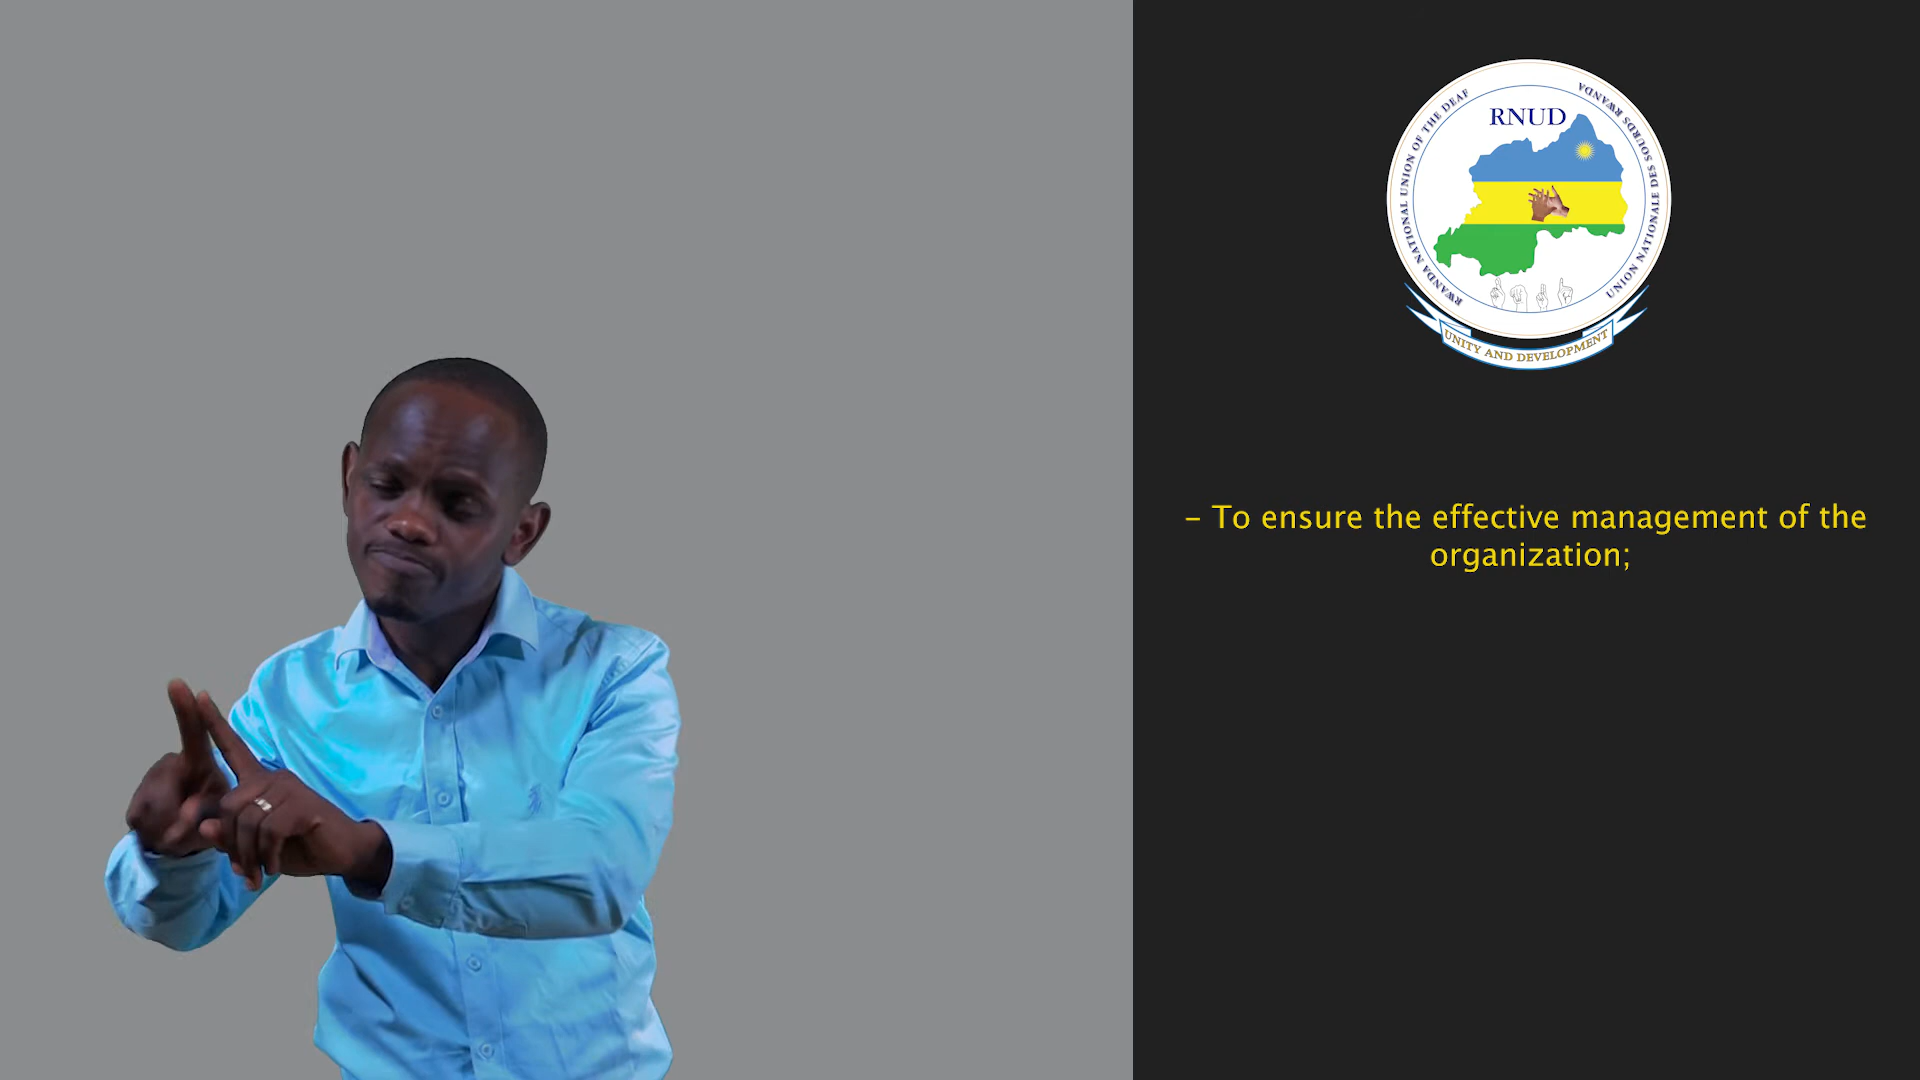 RNUD
RWANDA NATIONAL UNION OF THE DEAF
UNION NATIONALE DES SOURDS RWANDA
UNITY AND DEVELOPMENT
– To ensure the effective management of the
organization;